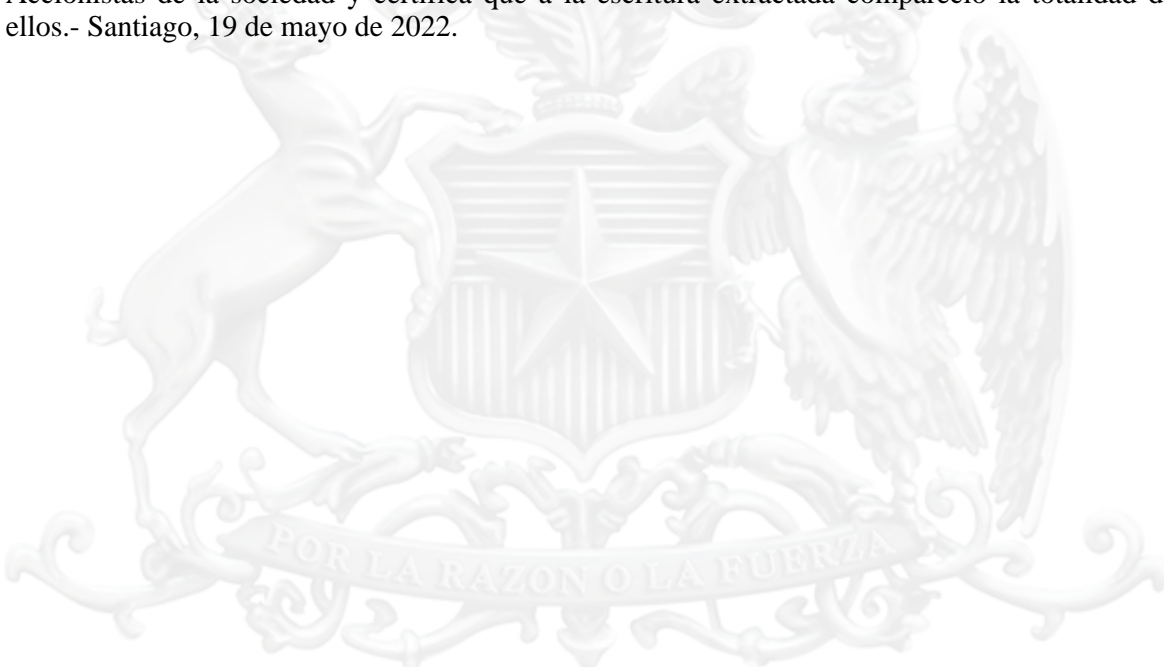 Accionistas de la sociedad y certifica que a la escritura extractada compareció la totalidad d
ellos.- Santiago, 19 de mayo de 2022.
POR LA RAZON O LA FUERZA